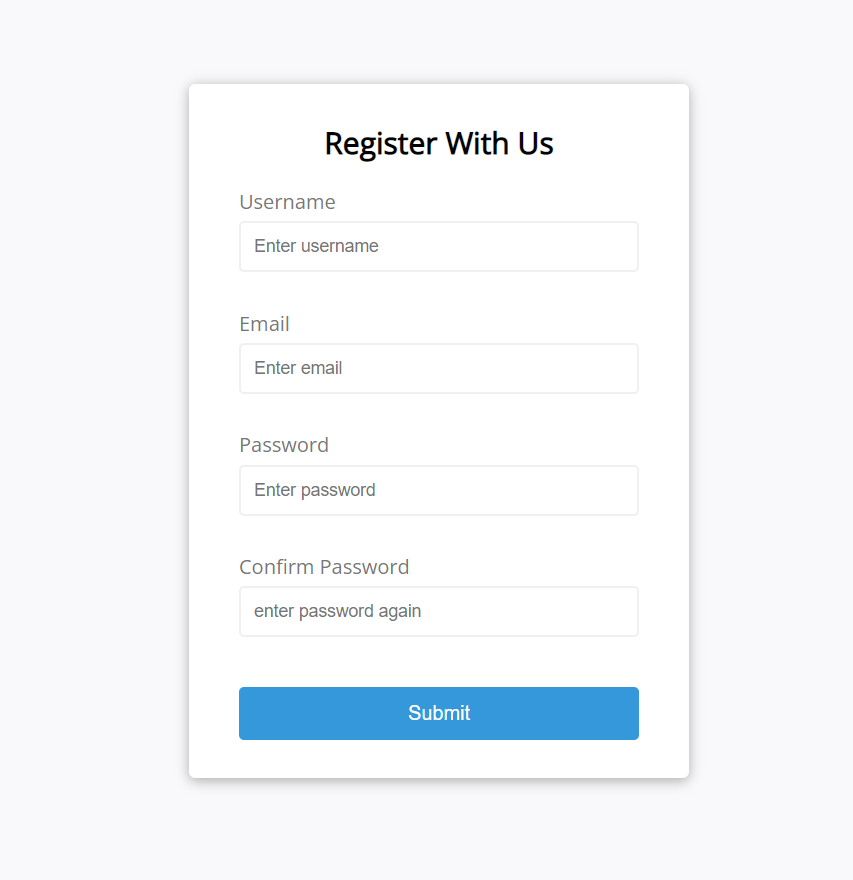 Register With Us
Username
Enter username
Email
Enter email
Password
Enter password
Confirm Password
enter password again
Submit